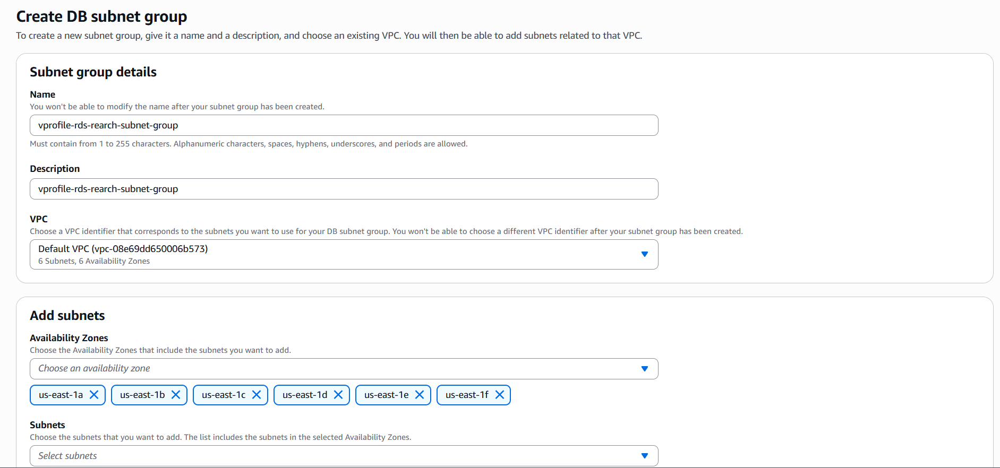 Create DB subnet group
To create a new subnet group, give it a name and a description, and choose an existing VPC. You will then be able to add subnets related to that VPC.
Subnet group details
Name
You won't be able to modify the name after your subnet group has been created.
vprofile-rds-rearch-subnet-group
Must contain from 1 to 255 characters. Alphanumeric characters, spaces, hyphens, underscores, and periods are allowed.
Description
vprofile-rds-rearch-subnet-group
VPC
Choose a VPC identifier that corresponds to the subnets you want to use for your DB subnet group. You won't be able to choose a different VPC identifier after your subnet group has been created.
Default VPC (vpc-08e69dd650006b573)
6 Subnets, 6 Availability Zones
Add subnets
Availability Zones
Choose the Availability Zones that include the subnets you want to add.
Choose an availability zone
us-east-1a us-east-1b us-east-1c us-east-1d us-east-1e us-east-1f
Subnets
Choose the subnets that you want to add. The list includes the subnets in the selected Availability Zones.
Select subnets